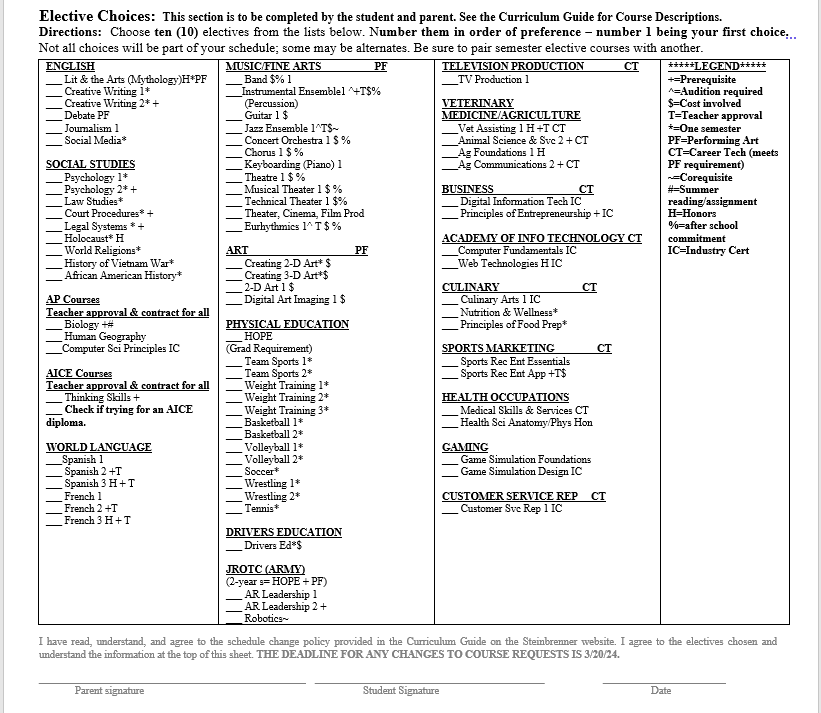 Elective Choices: This section is to be completed by the student and parent. See the Curriculum Guide for Course Descriptions.
Directions: Choose ten (10) electives from the lists below. Number them in order of preference – number 1 being your first choice.
Not all choices will be part of your schedule; some may be alternates. Be sure to pair semester elective courses with another.
ENGLISH
___ Lit & the Arts (Mythology)H*PF
___ Creative Writing 1*
___ Creative Writing 2* +
___ Debate PF
___ Journalism 1
___ Social Media*
SOCIAL STUDIES
___ Psychology 1*
___ Psychology 2* +
___ Law Studies*
___ Court Procedures* +
___ Legal Systems * +
___ Holocaust* H
___ World Religions*
___ History of Vietnam War*
___ African American History*
AP Courses
Teacher approval & contract for all
___ Biology +#
___ Human Geography
___Computer Sci Principles IC
AICE Courses
Teacher approval & contract for all
___ Thinking Skills +
___ Check if trying for an AICE
diploma.
WORLD LANGUAGE
___Spanish 1
___ Spanish 2 +T
___ Spanish 3 H + T
___ French 1
___ French 2 +T
___ French 3 H + T
MUSIC/FINE ARTS PF
___ Band $% 1
___Instrumental Ensemble1 ^+T$%
(Percussion)
___ Guitar 1 $
___ Jazz Ensemble 1^T$~
___ Concert Orchestra 1 $ %
___ Chorus 1 $ %
___ Keyboarding (Piano) 1
___ Theatre 1 $ %
___ Musical Theater 1 $ %
___ Technical Theater 1 $%
___ Theater, Cinema, Film Prod
___ Eurhythmics 1^ T $ %
ART PF
___ Creating 2-D Art* $
___ Creating 3-D Art*$
___ 2-D Art 1 $
___ Digital Art Imaging 1 $
PHYSICAL EDUCATION
___ HOPE
(Grad Requirement)
___ Team Sports 1*
___ Team Sports 2*
___ Weight Training 1*
___ Weight Training 2*
___ Weight Training 3*
___ Basketball 1*
___ Basketball 2*
___ Volleyball 1*
___ Volleyball 2*
___ Soccer*
___ Wrestling 1*
___ Wrestling 2*
___ Tennis*
DRIVERS EDUCATION
___ Drivers Ed*$
JROTC (ARMY)
(2-year s= HOPE + PF)
___ AR Leadership 1
___ AR Leadership 2 +
___ Robotics~
TELEVISION PRODUCTION CT
___TV Production 1
VETERINARY
MEDICINE/AGRICULTURE
___Vet Assisting 1 H +T CT
___Animal Science & Svc 2 + CT
___Ag Foundations 1 H
___Ag Communications 2 + CT
BUSINESS CT
___ Digital Information Tech IC
___ Principles of Entrepreneurship + IC
ACADEMY OF INFO TECHNOLOGY CT
___Computer Fundamentals IC
___Web Technologies H IC
CULINARY CT
___ Culinary Arts 1 IC
___ Nutrition & Wellness*
___ Principles of Food Prep*
SPORTS MARKETING CT
___ Sports Rec Ent Essentials
___ Sports Rec Ent App +T$
HEALTH OCCUPATIONS
___ Medical Skills & Services CT
___ Health Sci Anatomy/Phys Hon
GAMING
___ Game Simulation Foundations
___ Game Simulation Design IC
CUSTOMER SERVICE REP CT
___ Customer Svc Rep 1 IC
*****LEGEND*****
+=Prerequisite
^=Audition required
$=Cost involved
T=Teacher approval
*=One semester
PF=Performing Art
CT=Career Tech (meets
PF requirement)
~=Corequisite
#=Summer
reading/assignment
H=Honors
%=after school
commitment
IC=Industry Cert
I have read, understand, and agree to the schedule change policy provided in the Curriculum Guide on the Steinbrenner website. I agree to the electives chosen and
understand the information at the top of this sheet. THE DEADLINE FOR ANY CHANGES TO COURSE REQUESTS IS 3/20/24.
Parent signature Student Signature Date